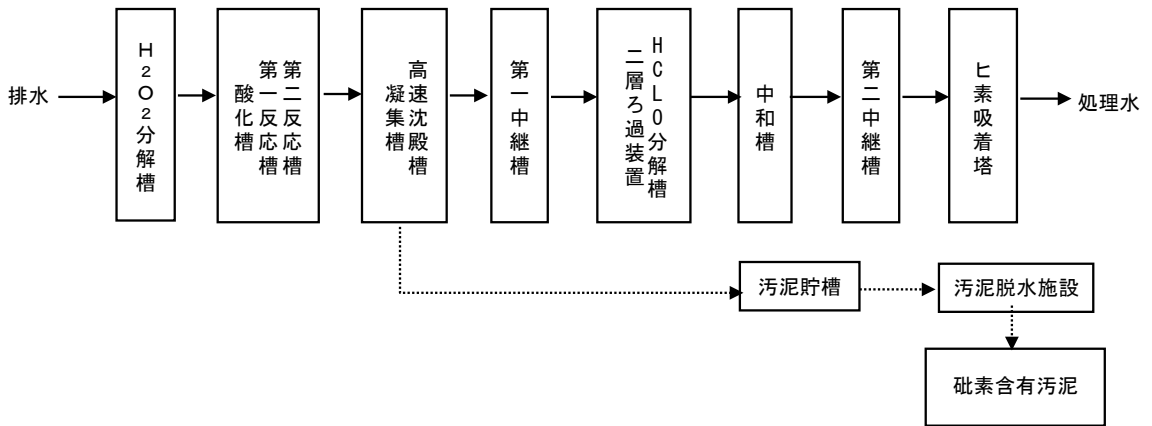 排水
H2O2分解槽
第二反応槽
第一反応槽
酸化槽
高速沈殿槽
凝集槽
第一中継槽
HCLO分解槽
二層ろ過装置
中和槽
第二中継槽
ヒ素吸着塔
処理水
汚泥貯槽
汚泥脱水施設
砒素含有汚泥